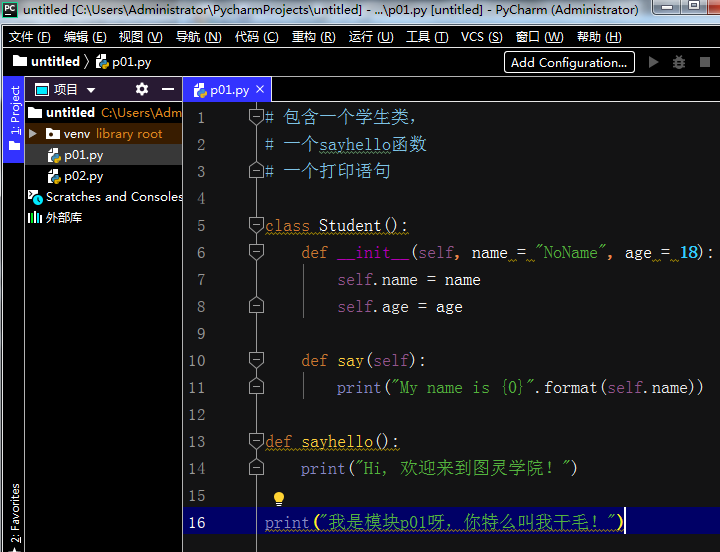 untitled [C:\Users\Administrator\PycharmProjects\untitled] - ...\p01.py [untitled] - PyCharm (Administrator)
文件 (F) 编辑 (E) 视图 (V) 导航 (N) 代码 (C) 重构 (R) 运行 (U) 工具 (T) VCS (S) 窗口 (W) 帮助 (H)
untitled p01.py Add Configuration...
1: Project
项目
p01.py ×
untitled C:\Users\Adm
venv library root
p01.py
p02.py
Scratches and Consoles
外部库
2: Favorites
1 # 包含一个学生类,
2 # 一个sayhello函数
3 # 一个打印语句
4
5 class Student():
6 def __init__(self, name = "NoName", age = 18):
7 self.name = name
8 self.age = age
9
10 def say(self):
11 print("My name is {0}".format(self.name))
12
13 def sayhello():
14 print("Hi, 欢迎来到图灵学院!")
15
16 print("我是模块p01呀，你特么叫我干毛!")